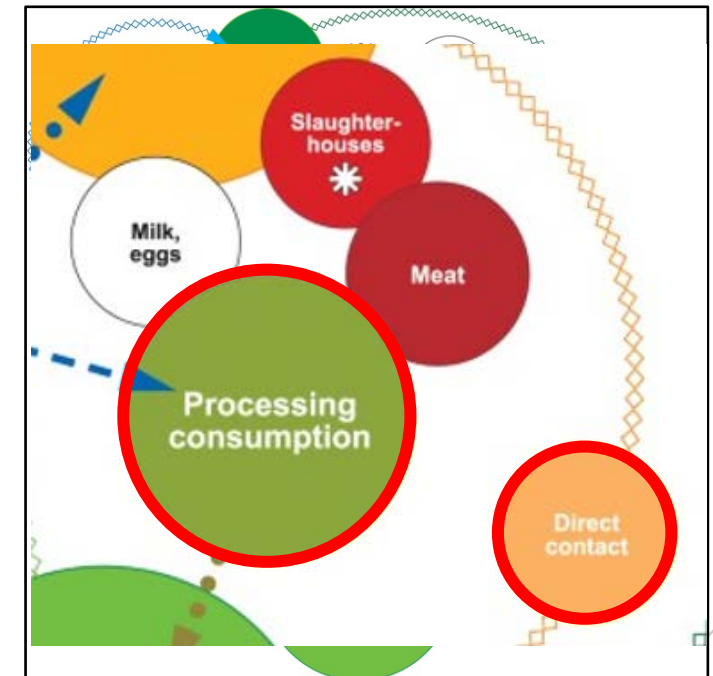 Slaughter-
houses
Milk,
eggs
Meat
Processing
consumption
Direct
contact